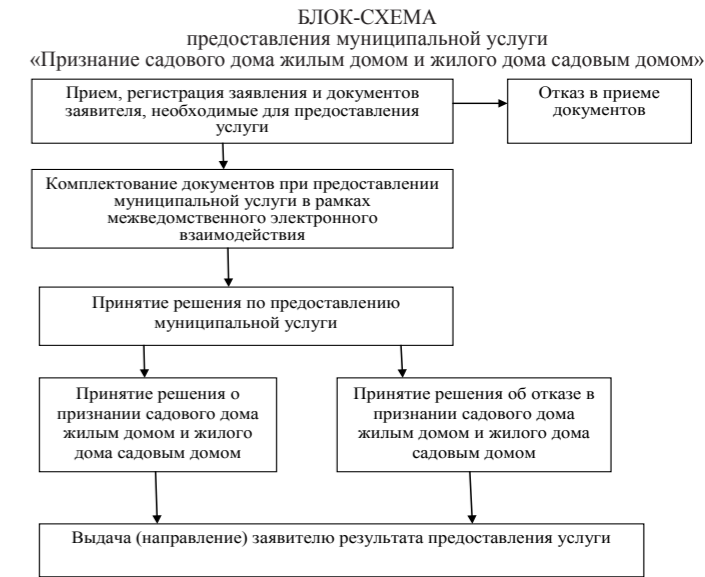 БЛОК-СХЕМА
предоставления муниципальной услуги
«Признание садового дома жилым домом и жилого дома садовым домом»
Прием, регистрация заявления и документов
заявителя, необходимые для предоставления
услуги
Отказ в приеме
документов
Комплектование документов при предоставлении
муниципальной услуги в рамках
межведомственного электронного
взаимодействия
Принятие решения по предоставлению
муниципальной услуги
Принятие решения о
признании садового дома
жилым домом и жилого
дома садовым домом
Принятие решения об отказе в
признании садового дома
жилым домом и жилого дома
садовым домом
Выдача (направление) заявителю результата предоставления услуги